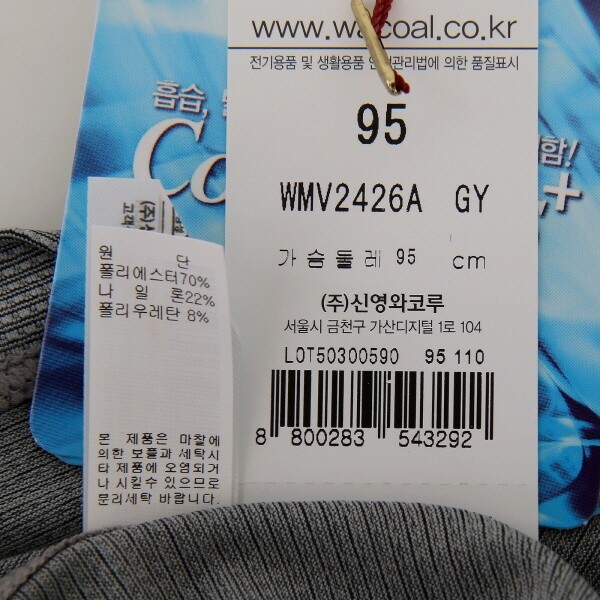 www.wacoal.co.kr
전기용품 및 생활용품 안전관리법에 의한 품질표시
흡습,
함!
95
WMV2426A GY
가슴둘레 95 cm
(주)신영와코루
서울시 금천구 가산디지털 1로 104
LOT50300590 95 110
8 800283 543292
(주)
고객
원 단
폴리에스터70%
나 일 론22%
폴리우레탄 8%
본 제품은 마찰에
의한 보플과 세탁시
타 제품에 오염되거
나 시킬수 있으므로
분리세탁 바랍니다.